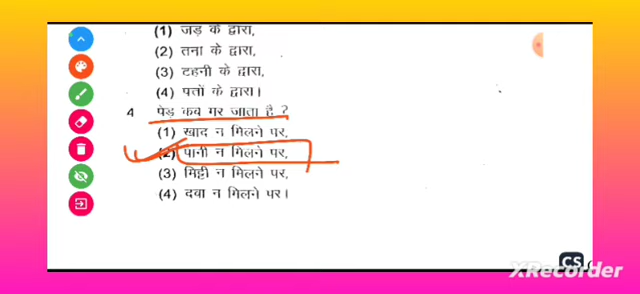 (1) जड़ के द्वारा,
(2) तना के द्वारा,
(3) टहनी के द्वारा,
(4) पत्तों के द्वारा।
4 पेड़ कब मर जाता है ?
(1) खाद न मिलने पर,
(2) पानी न मिलने पर,
(3) मिट्टी न मिलने पर,
(4) दवा न मिलने पर।
CS
XRecorder